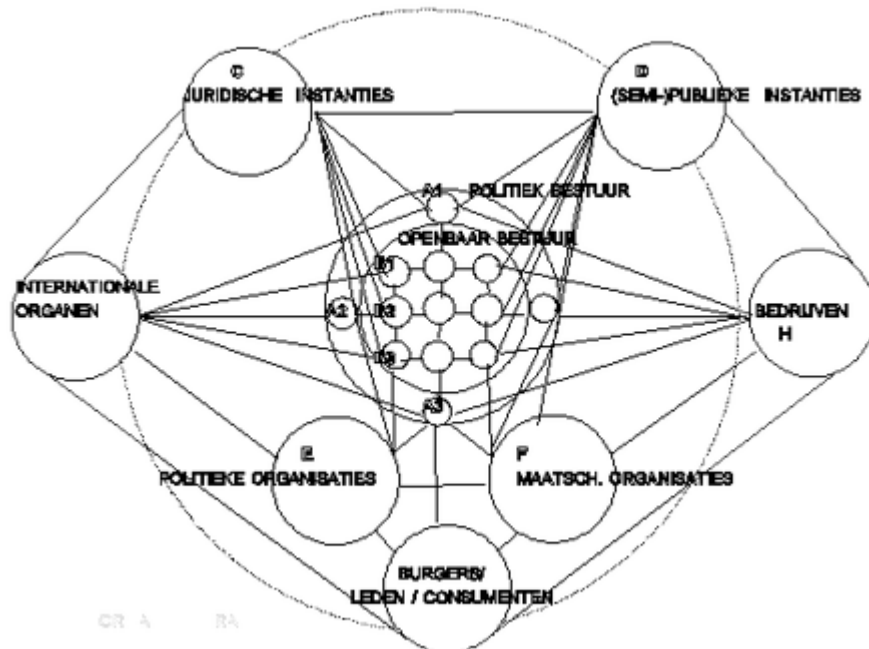 C
JURIDISCHE INSTANTIES
D
(SEMI-)PUBLIEKE INSTANTIES
A1
POLITIEK BESTUUR
OPENBAAR BESTUUR
B1
INTERNATIONALE
ORGANEN
A2
B2
BEDRIJVEN
H
B3
A3
E
POLITIEKE ORGANISATIES
F
MAATSCH. ORGANISATIES
BURGERS/
LEDEN / CONSUMENTEN